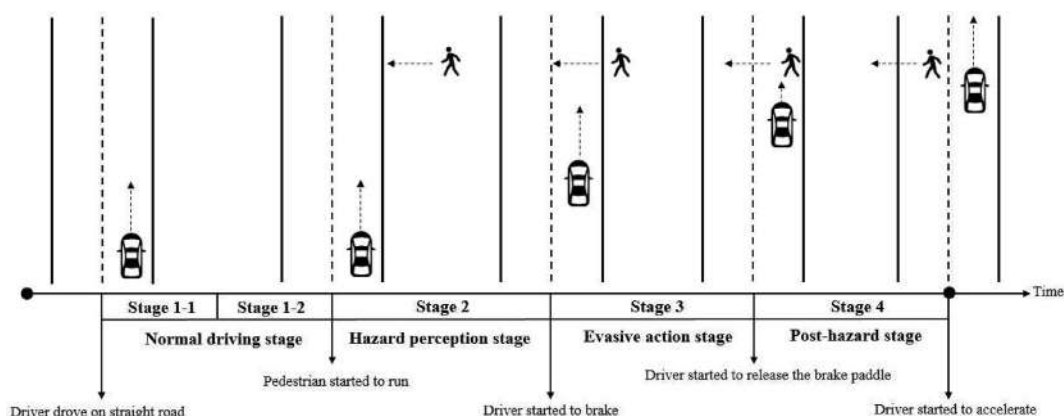 Time
Stage 1-1 Stage 1-2 Stage 2 Stage 3 Stage 4
Normal driving stage Hazard perception stage Evasive action stage Post-hazard stage
Pedestrian started to run Driver started to release the brake paddle
Driver drove on straight road Driver started to brake Driver started to accelerate